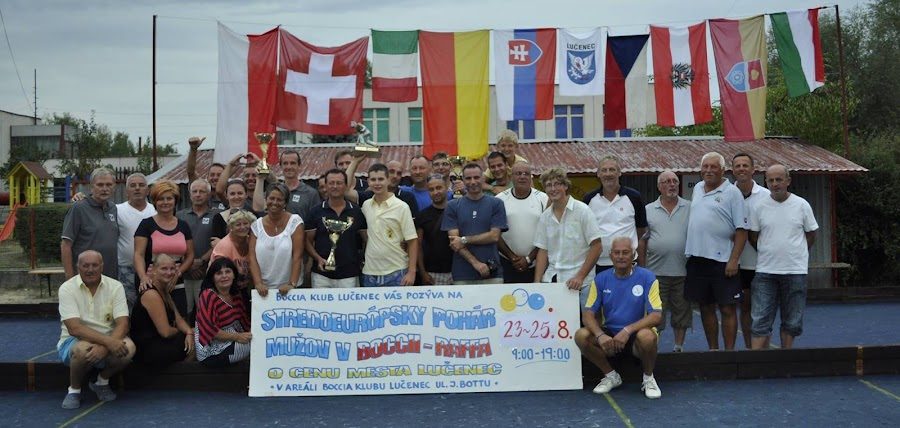 LUČENEC
BOCCIA KLUB LUČENEC VÁS POZÝVA NA
STREDOEURÓPSKY POHÁR
MUŽOV V BOCCII-RAFFA
O CENU MESTA LUČENEC
• V AREÁLI BOCCIA KLUBU LUČENEC UL. J. BOTTU •
23-25.8.
9:00-19:00